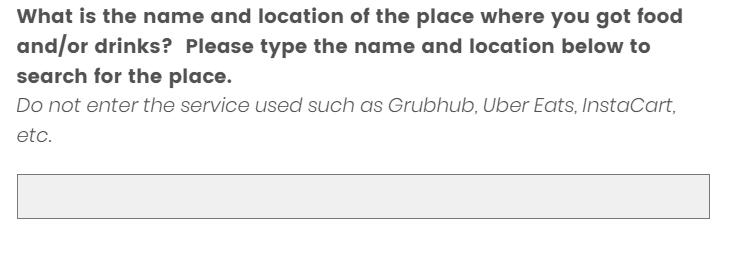 What is the name and location of the place where you got food
and/or drinks?  Please type the name and location below to
search for the place.
Do not enter the service used such as Grubhub, Uber Eats, InstaCart,
etc.